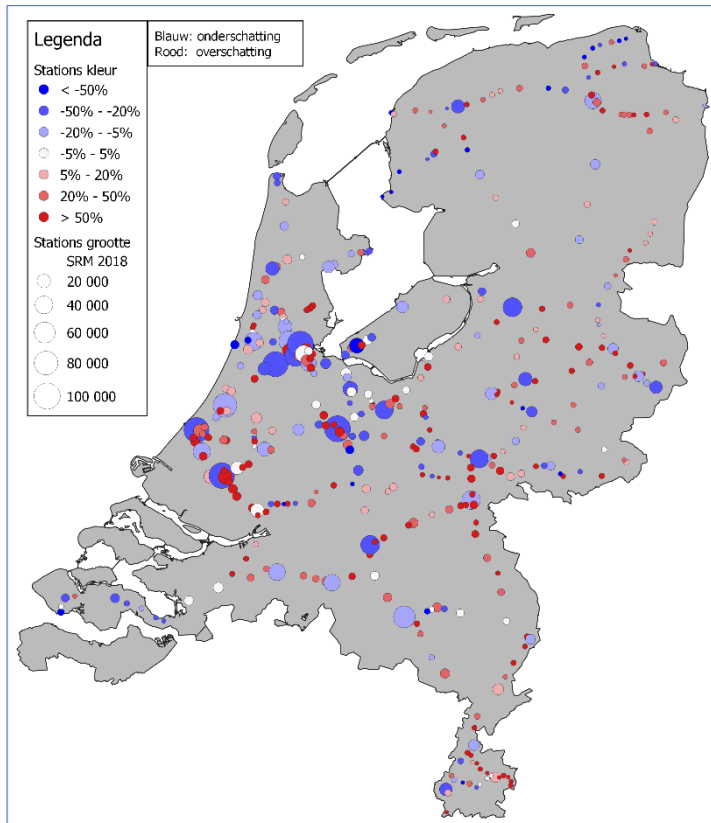 Legenda
Blauw: onderschatting
Rood: overschatting
Stations kleur
< -50%
-50% - -20%
-20% - -5%
-5% - 5%
5% - 20%
20% - 50%
> 50%
Stations grootte
SRM 2018
20 000
40 000
60 000
80 000
100 000